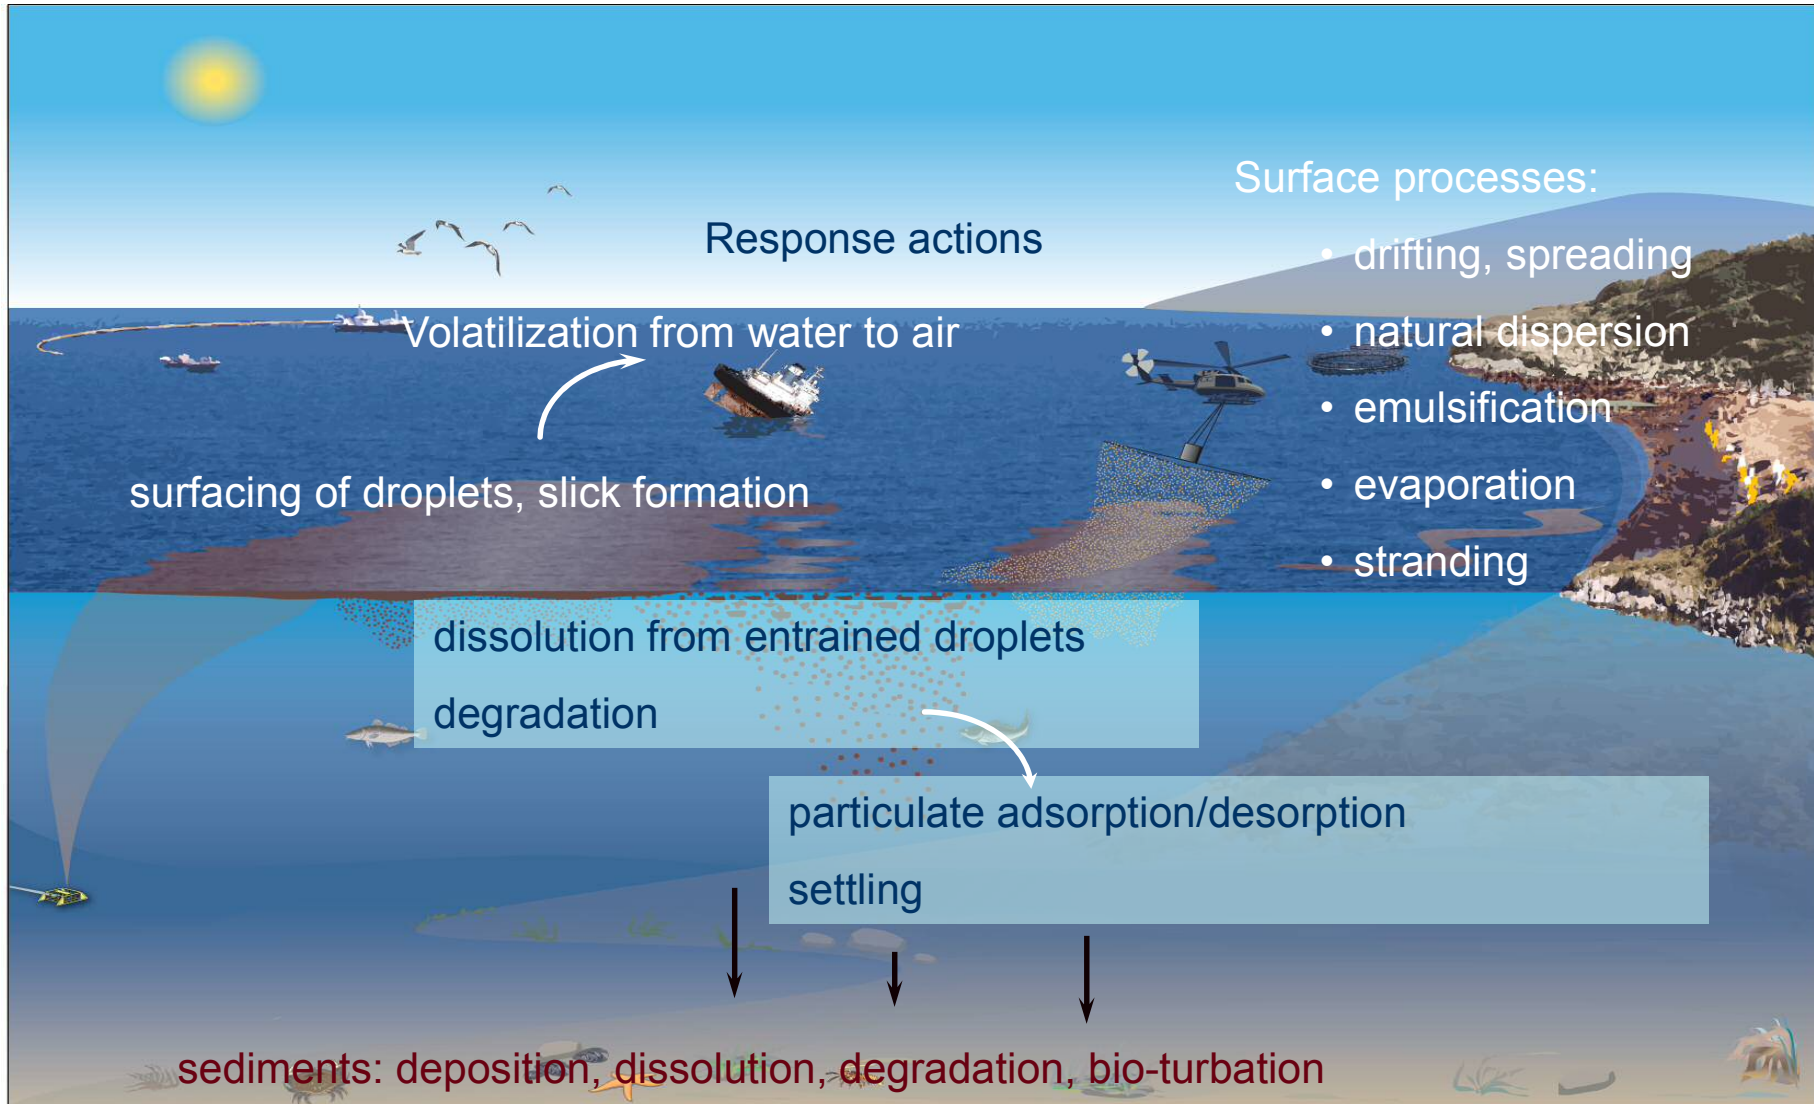 Response actions
Surface processes:
• drifting, spreading
• natural dispersion
• emulsification
• evaporation
• stranding
Volatilization from water to air
surfacing of droplets, slick formation
dissolution from entrained droplets
degradation
particulate adsorption/desorption
settling
sediments: deposition, dissolution, degradation, bio-turbation